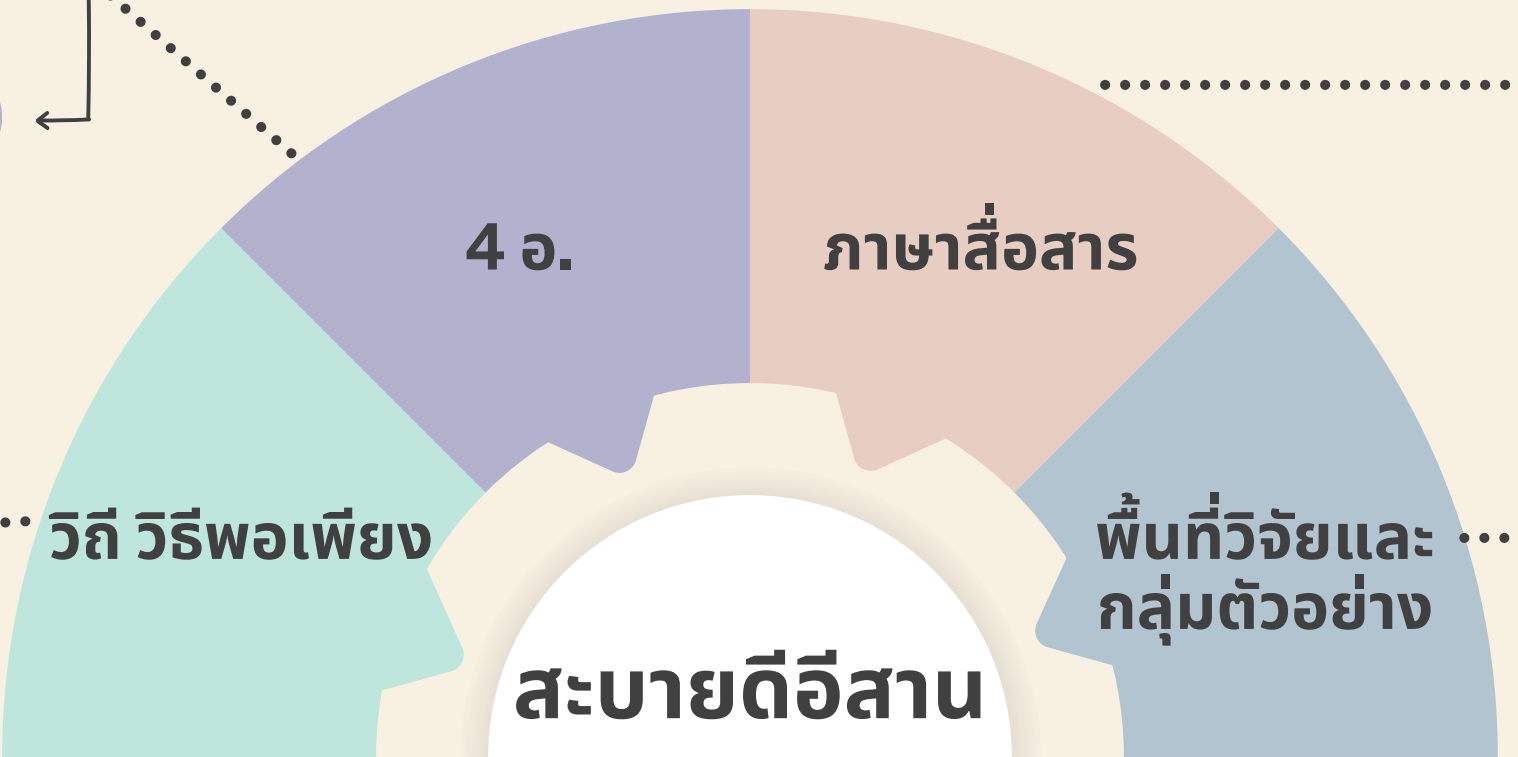 4 อ.
ภาษาสื่อสาร
วิถี วิธีพอเพียง
พื้นที่วิจัยและ
กลุ่มตัวอย่าง
สะบายดีอีสาน